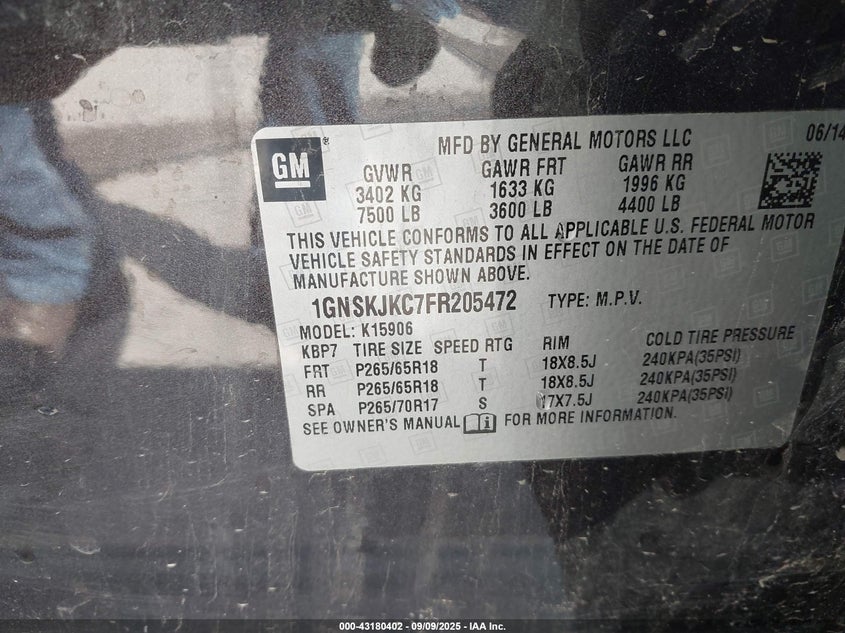 GM
MFD BY GENERAL MOTORS LLC 06/14
GVWR GAWR FRT GAWR RR
3402 KG 1633 KG 1996 KG
7500 LB 3600 LB 4400 LB
THIS VEHICLE CONFORMS TO ALL APPLICABLE U.S. FEDERAL MOTOR
VEHICLE SAFETY STANDARDS IN EFFECT ON THE DATE OF
MANUFACTURE SHOWN ABOVE.
1GNSKJKC7FR205472 TYPE: M.P.V.
MODEL: K15906
KBP7 TIRE SIZE SPEED RTG RIM COLD TIRE PRESSURE
FRT P265/65R18 T 18X8.5J 240KPA(35PSI)
RR P265/65R18 T 18X8.5J 240KPA(35PSI)
SPA P265/70R17 S 17X7.5J 240KPA(35PSI)
SEE OWNER'S MANUAL FOR MORE INFORMATION.
000-43180402 - 09/09/2025 - IAA Inc.